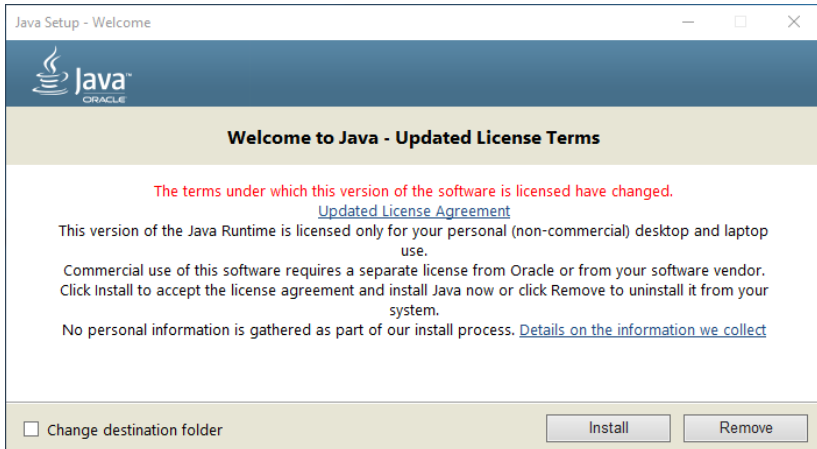 Java Setup - Welcome
Java™
ORACLE
Welcome to Java - Updated License Terms
The terms under which this version of the software is licensed have changed.
Updated License Agreement
This version of the Java Runtime is licensed only for your personal (non-commercial) desktop and laptop
use.
Commercial use of this software requires a separate license from Oracle or from your software vendor.
Click Install to accept the license agreement and install Java now or click Remove to uninstall it from your
system.
No personal information is gathered as part of our install process. Details on the information we collect
Change destination folder
Install
Remove